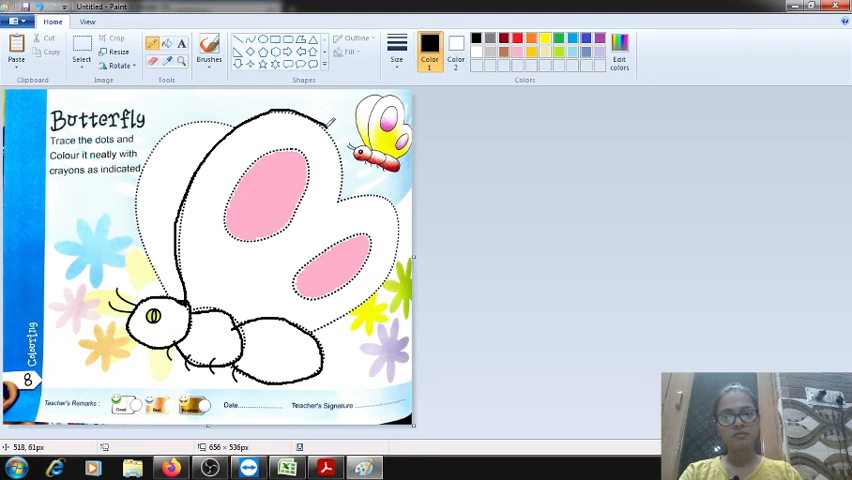 Untitled - Paint
Home
View
Paste
Cut
Copy
Clipboard
Select
Crop
Resize
Rotate
Image
Tools
Brushes
Shapes
Outline
Fill
Size
Color
1
Color
2
Edit
colors
Colors
Butterfly
Trace the dots and
Colour it neatly with
crayons as indicated
Colouring
8
Teacher's Remarks :
Good
Date
Teacher's Signature
518, 61px
656 × 536px